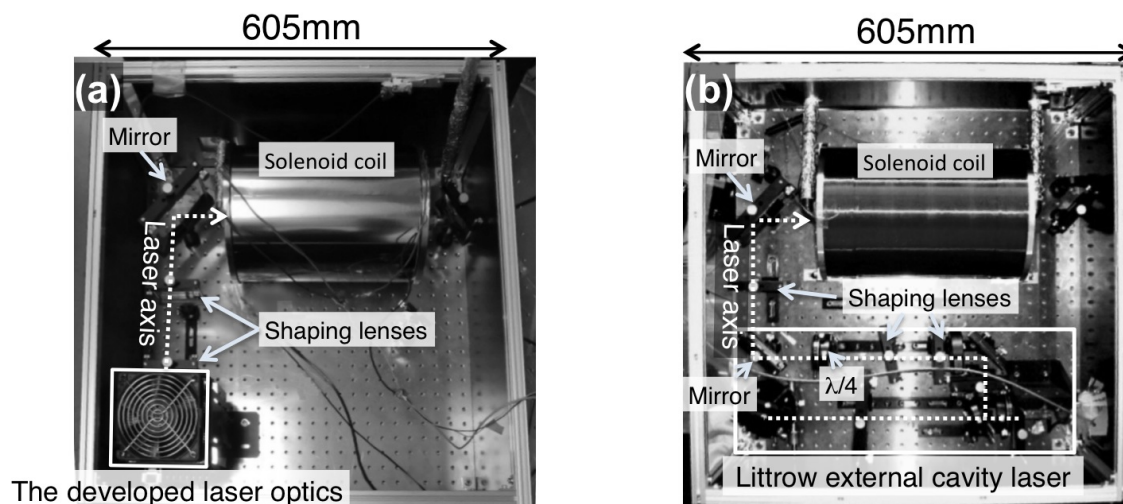 605mm
(a)
Mirror
Solenoid coil
Laser axis
Shaping lenses
The developed laser optics
605mm
(b)
Mirror
Solenoid coil
Laser axis
Shaping lenses
λ/4
Mirror
Littrow external cavity laser